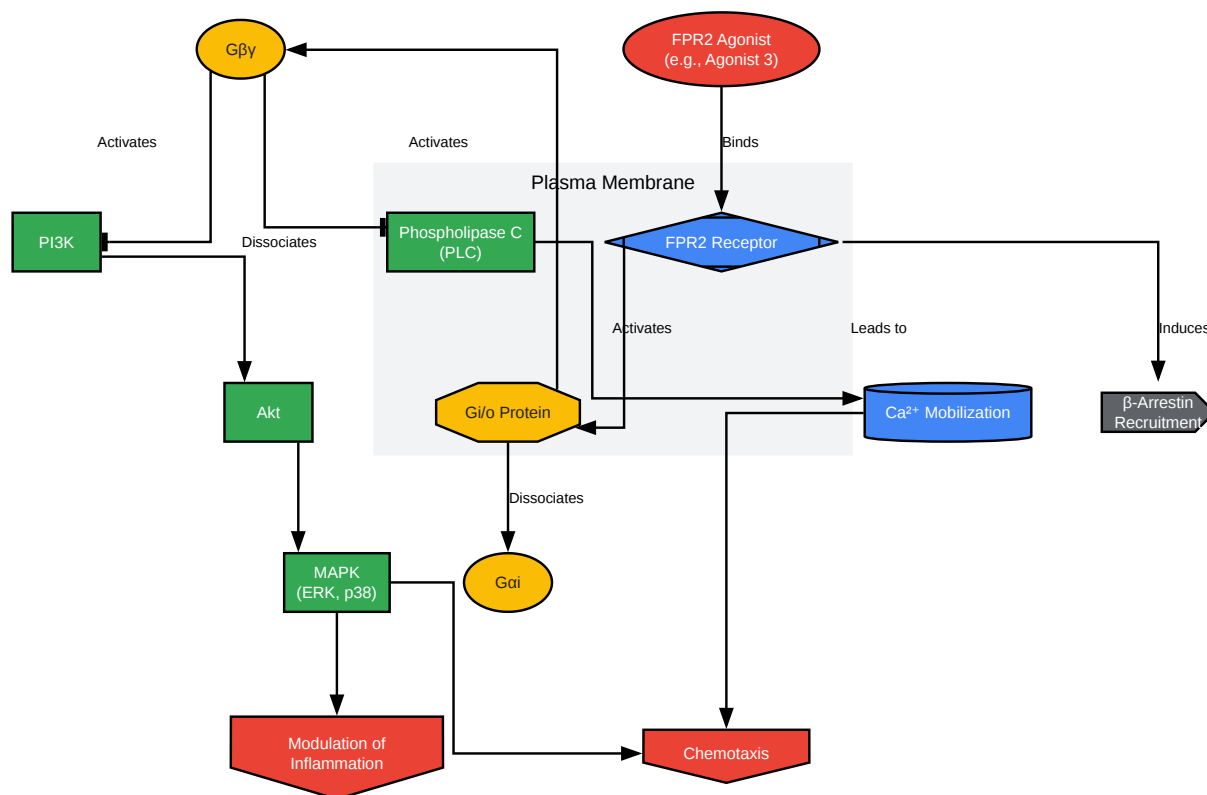 Gβγ
FPR2 Agonist
(e.g., Agonist 3)
Activates
Activates
Binds
Plasma Membrane
PI3K
Dissociates
Phospholipase C
(PLC)
FPR2 Receptor
Activates
Leads to
Induces
Akt
Gi/o Protein
Ca²⁺ Mobilization
β-Arrestin
Recruitment
Dissociates
MAPK
(ERK, p38)
Gαi
Modulation of
Inflammation
Chemotaxis